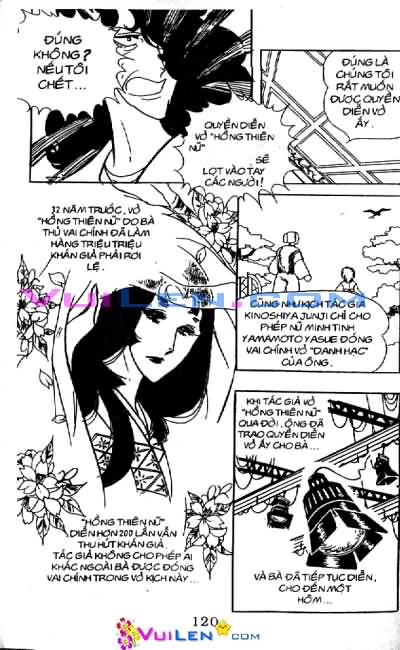 ĐÚNG
KHÔNG?
NẾU TÔI
CHẾT...
ĐÚNG LÀ
CHÚNG TÔI
RẤT MUỐN
ĐƯỢC QUYỀN
DIỄN VỞ
ẤY.
QUYỀN DIỄN
VỞ "HỒNG THIÊN
NỮ"
SẼ
LỌT VÀO TAY
CÁC NGƯỜI!
32 NĂM TRƯỚC, VỞ
"HỒNG THIÊN NỮ" DO BÀ
THỦ VAI CHÍNH ĐÃ LÀM
HÀNG TRIỆU TRIỆU
KHÁN GIẢ PHẢI RƠI
LỆ.
CŨNG NHƯ KỊCH TÁC GIA
KINOSHIYA JUNJI CHỈ CHO
PHÉP NỮ MINH TINH
YAMAMOTO YASUE ĐÓNG
VAI CHÍNH VỞ "DANH HẠC"
CỦA ÔNG.
VUILEN.COM
KHI TÁC GIẢ VỞ
"HỒNG THIÊN NỮ"
QUA ĐỜI, ÔNG ĐÃ
TRAO QUYỀN DIỄN
VỞ ẤY CHO BÀ...
"HỒNG THIÊN NỮ"
DIỄN HƠN 200 LẦN VẪN
THU HÚT KHÁN GIẢ.
TÁC GIẢ KHÔNG CHO PHÉP AI
KHÁC NGOÀI BÀ ĐƯỢC ĐÓNG
VAI CHÍNH TRONG VỞ KỊCH NÀY...
VÀ BÀ ĐÃ TIẾP TỤC DIỄN,
CHO ĐẾN MỘT
HÔM...
120
VUILEN.COM